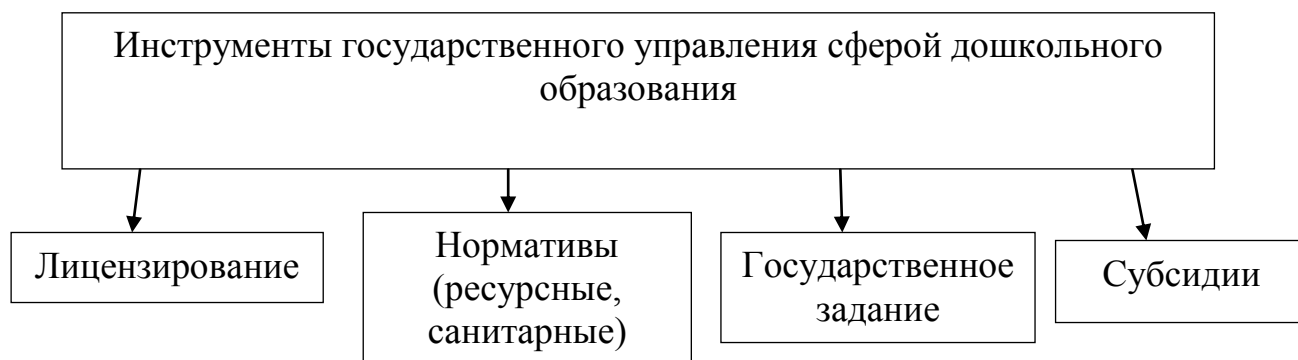 Инструменты государственного управления сферой дошкольного
образования
Лицензирование
Нормативы
(ресурсные,
санитарные)
Государственное
задание
Субсидии